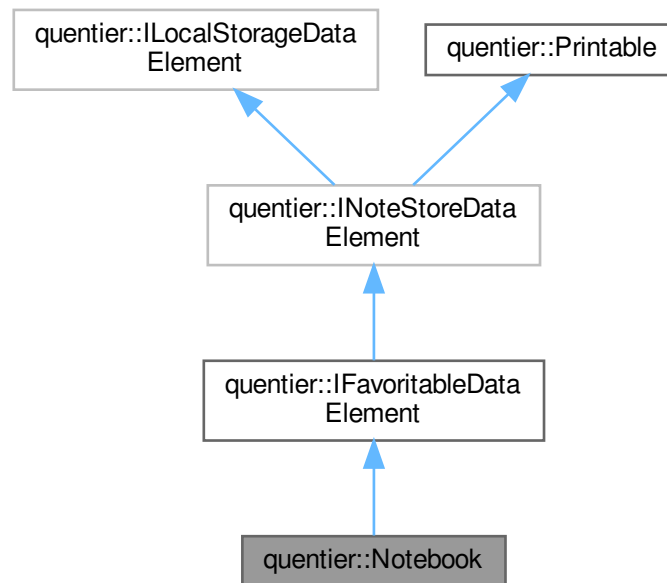 quentier::ILocalStorageData
Element
quentier::Printable
quentier::INoteStoreData
Element
quentier::IFavoritableData
Element
quentier::Notebook